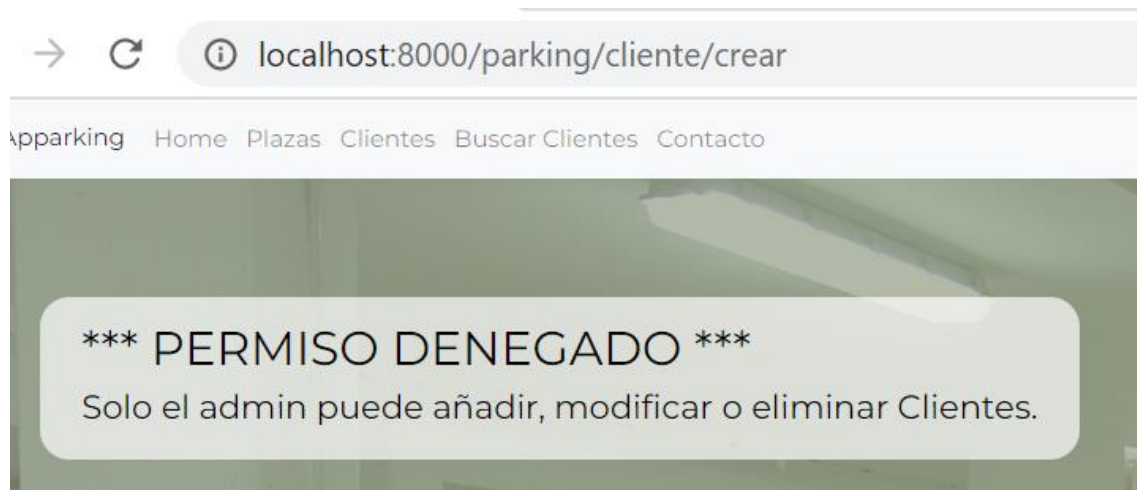 localhost:8000/parking/cliente/crear
Apparking Home Plazas Clientes Buscar Clientes Contacto
*** PERMISO DENEGADO ***
Solo el admin puede añadir, modificar o eliminar Clientes.